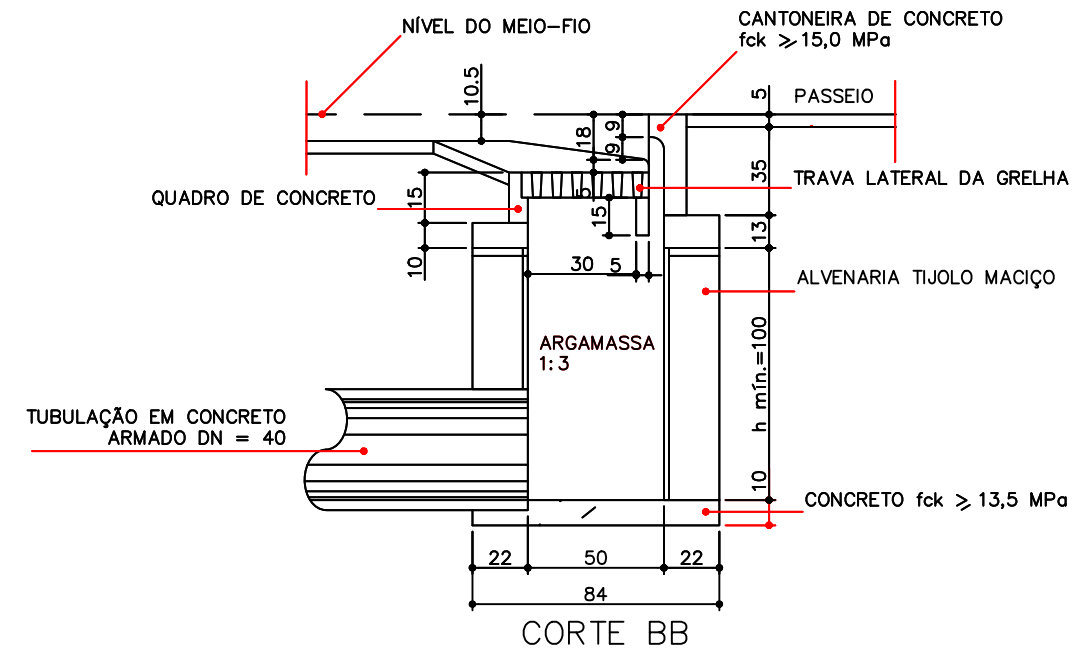 NÍVEL DO MEIO-FIO
CANTONEIRA DE CONCRETO
fck ⩾ 15,0 MPa
10.5
18
9
9
5
PASSEIO
35
TRAVA LATERAL DA GRELHA
QUADRO DE CONCRETO
15
5
15
13
10
30
5
ALVENARIA TIJOLO MACIÇO
ARGAMASSA
1:3
h mín.=100
TUBULAÇÃO EM CONCRETO
ARMADO DN = 40
10
CONCRETO fck ⩾ 13,5 MPa
22
50
22
84
CORTE BB